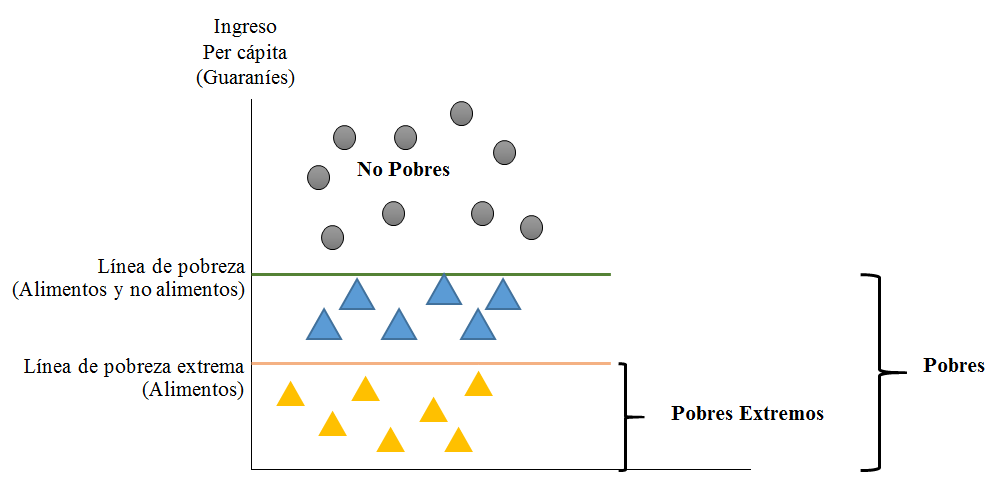 Ingreso
Per cápita
(Guaraníes)
No Pobres
Línea de pobreza
(Alimentos y no alimentos)
Línea de pobreza extrema
(Alimentos)
Pobres
Pobres Extremos